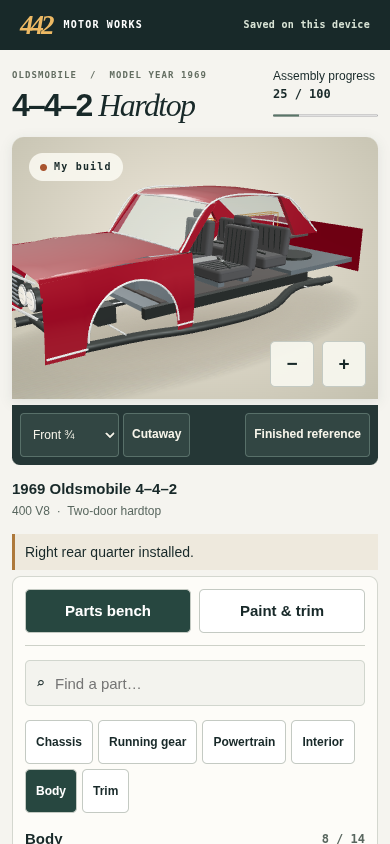 442 MOTOR WORKS
Saved on this device
OLDSMOBILE / MODEL YEAR 1969
4–4–2 Hardtop
Assembly progress
25 / 100
My build
−
+
Front ¾
Cutaway
Finished reference
1969 Oldsmobile 4–4–2
400 V8 · Two-door hardtop
Right rear quarter installed.
Parts bench
Paint & trim
Find a part…
Chassis
Running gear
Powertrain
Interior
Body
Trim
Body
8 / 14